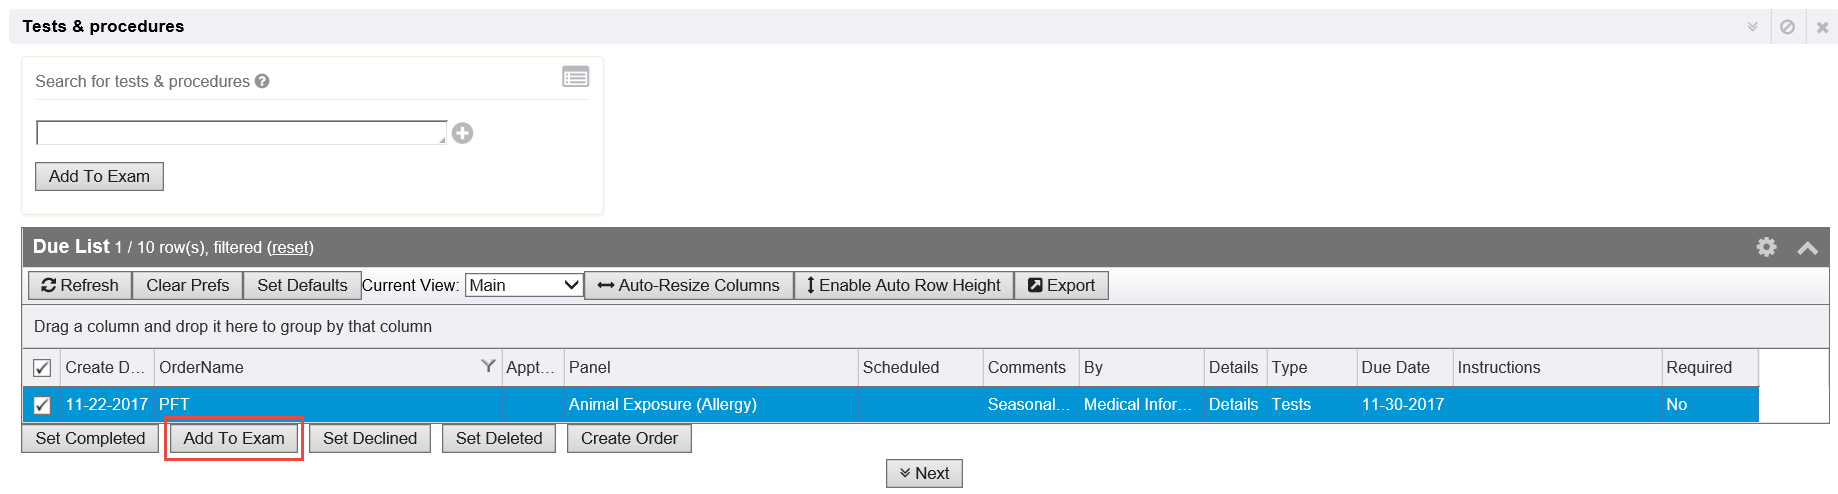 Tests & procedures
Search for tests & procedures
Add To Exam
Due List 1 / 10 row(s), filtered (reset)
Refresh Clear Prefs Set Defaults Current View: Main Auto-Resize Columns Enable Auto Row Height Export
Drag a column and drop it here to group by that column
Create D... OrderName Appt... Panel Scheduled Comments By Details Type Due Date Instructions Required
11-22-2017 PFT Animal Exposure (Allergy) Seasonal... Medical Infor... Details Tests 11-30-2017 No
Set Completed Add To Exam Set Declined Set Deleted Create Order
Next